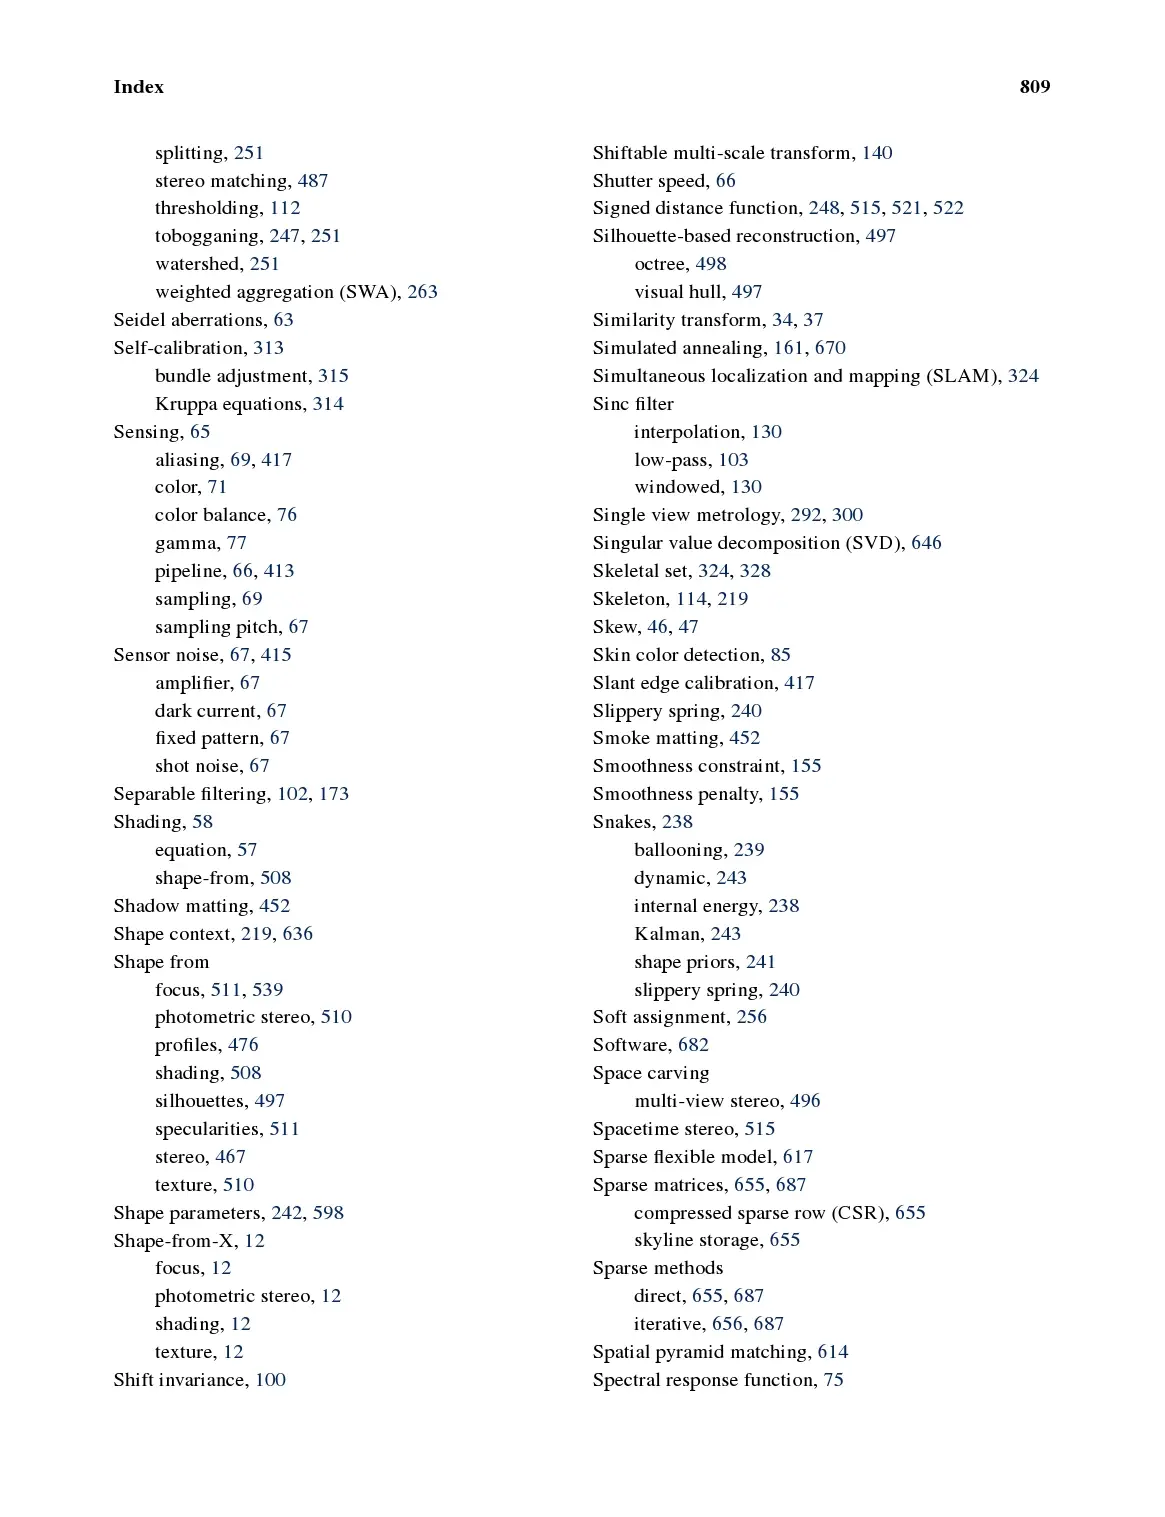 Index 809
splitting, 251
stereo matching, 487
thresholding, 112
tobogganing, 247, 251
watershed, 251
weighted aggregation (SWA), 263
Seidel aberrations, 63
Self-calibration, 313
bundle adjustment, 315
Kruppa equations, 314
Sensing, 65
aliasing, 69, 417
color, 71
color balance, 76
gamma, 77
pipeline, 66, 413
sampling, 69
sampling pitch, 67
Sensor noise, 67, 415
amplifier, 67
dark current, 67
fixed pattern, 67
shot noise, 67
Separable filtering, 102, 173
Shading, 58
equation, 57
shape-from, 508
Shadow matting, 452
Shape context, 219, 636
Shape from
focus, 511, 539
photometric stereo, 510
profiles, 476
shading, 508
silhouettes, 497
specularities, 511
stereo, 467
texture, 510
Shape parameters, 242, 598
Shape-from-X, 12
focus, 12
photometric stereo, 12
shading, 12
texture, 12
Shift invariance, 100
Shiftable multi-scale transform, 140
Shutter speed, 66
Signed distance function, 248, 515, 521, 522
Silhouette-based reconstruction, 497
octree, 498
visual hull, 497
Similarity transform, 34, 37
Simulated annealing, 161, 670
Simultaneous localization and mapping (SLAM), 324
Sinc filter
interpolation, 130
low-pass, 103
windowed, 130
Single view metrology, 292, 300
Singular value decomposition (SVD), 646
Skeletal set, 324, 328
Skeleton, 114, 219
Skew, 46, 47
Skin color detection, 85
Slant edge calibration, 417
Slippery spring, 240
Smoke matting, 452
Smoothness constraint, 155
Smoothness penalty, 155
Snakes, 238
ballooning, 239
dynamic, 243
internal energy, 238
Kalman, 243
shape priors, 241
slippery spring, 240
Soft assignment, 256
Software, 682
Space carving
multi-view stereo, 496
Spacetime stereo, 515
Sparse flexible model, 617
Sparse matrices, 655, 687
compressed sparse row (CSR), 655
skyline storage, 655
Sparse methods
direct, 655, 687
iterative, 656, 687
Spatial pyramid matching, 614
Spectral response function, 75